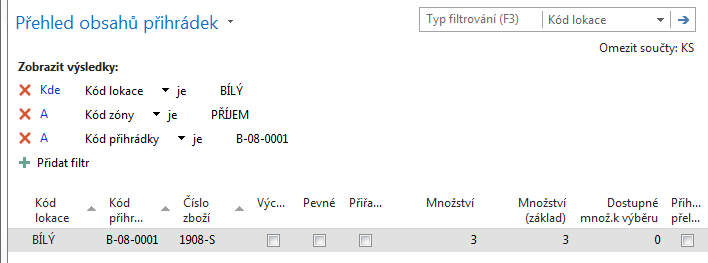 Přehled obsahů přihrádek
Typ filtrování (F3) Kód lokace
Omezit součty: KS
Zobrazit výsledky:
Kde Kód lokace je BÍLÝ
A Kód zóny je PŘÍJEM
A Kód přihrádky je B-08-0001
Přidat filtr
Kód lokace Kód přihr... Číslo zboží Výc... Pevné Přiřa... Množství Množství (základ) Dostupné množ.k výběru Přih... přel...
BÍLÝ B-08-0001 1908-S 3 3 0